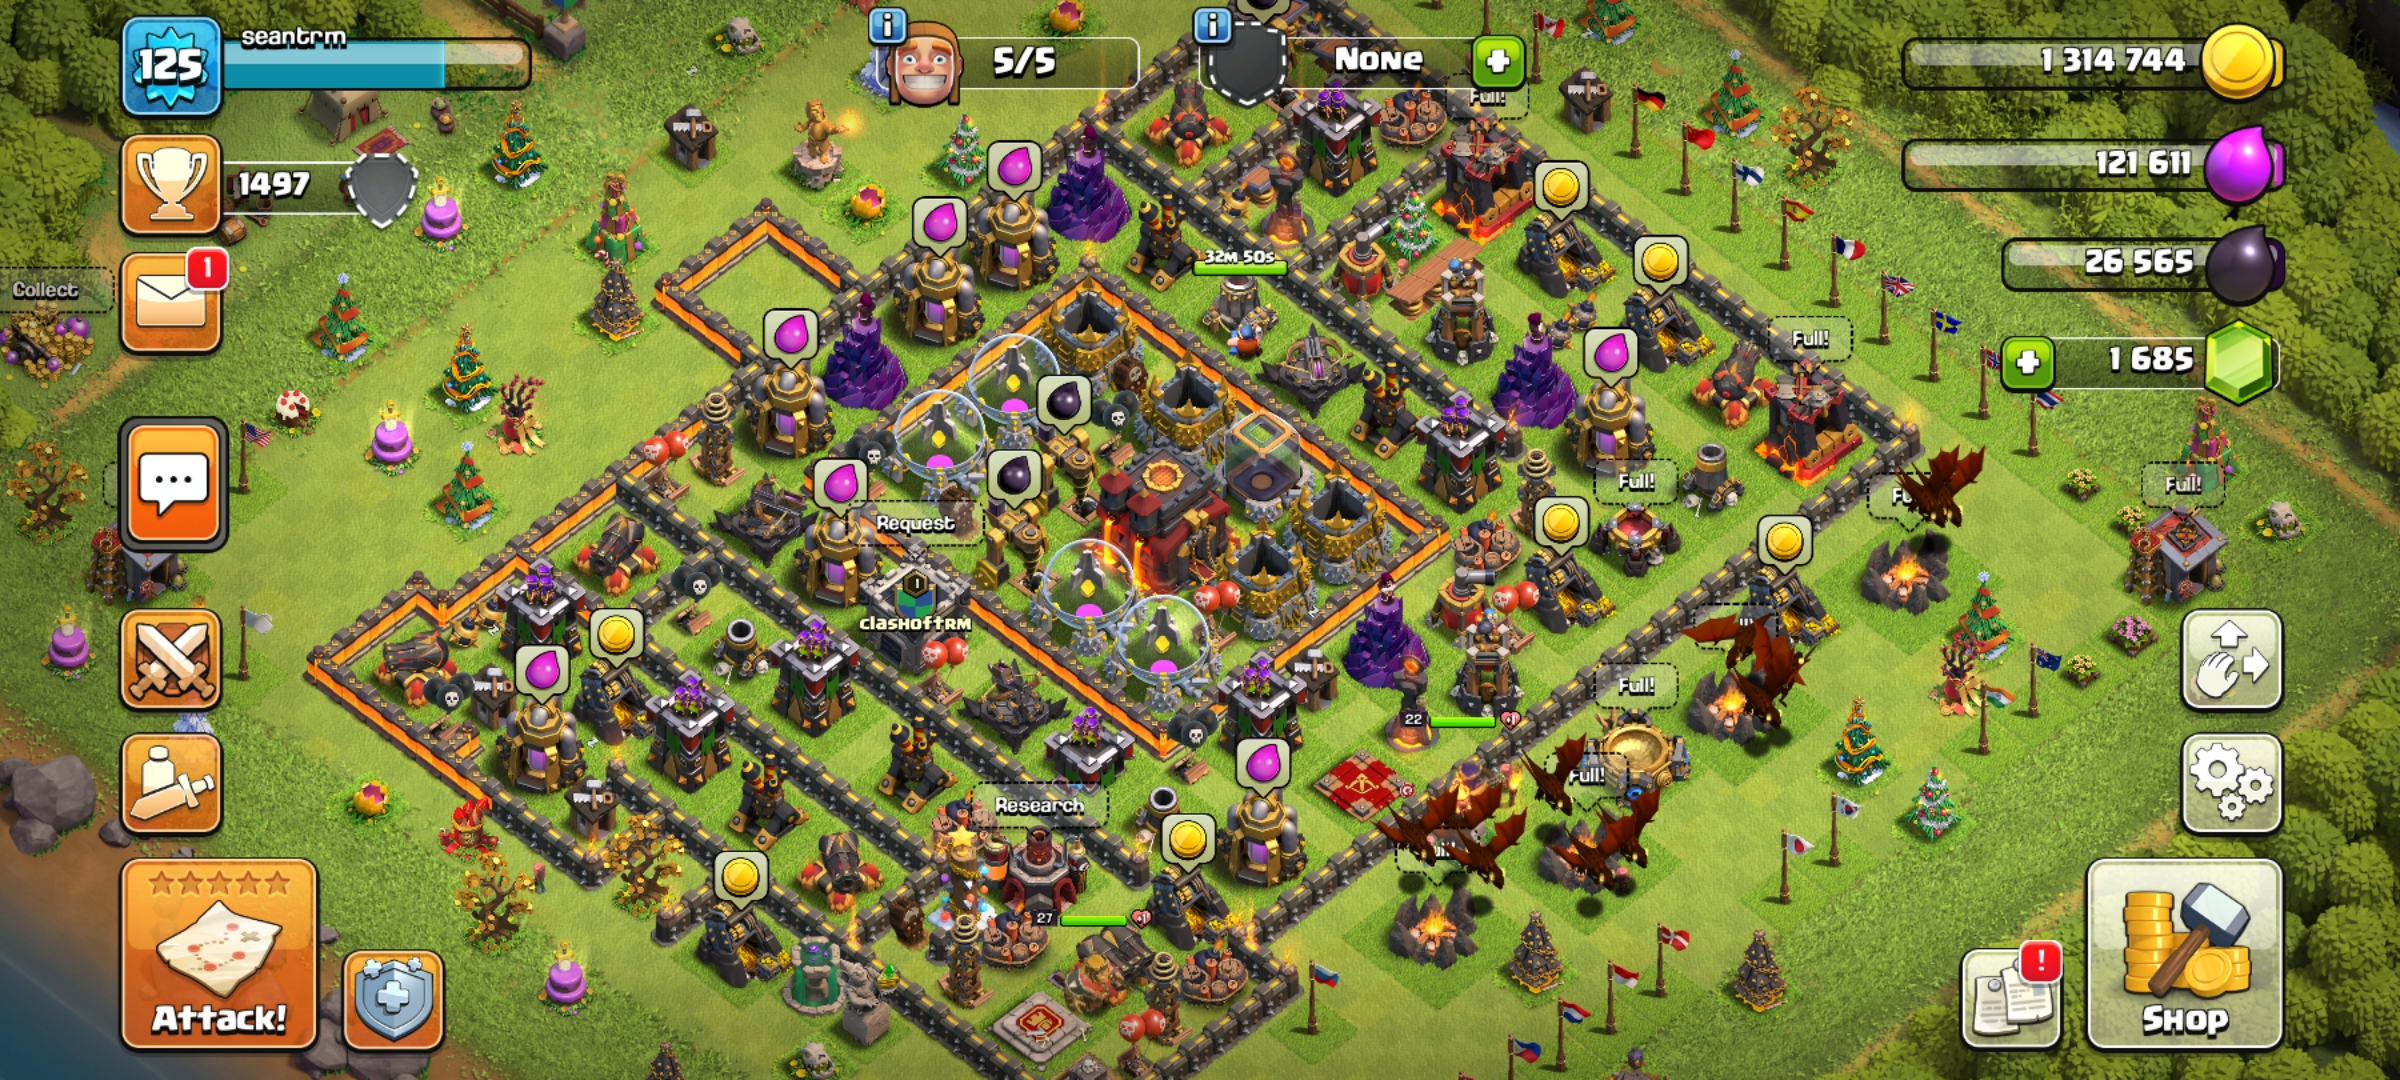 125
seantrm
5/5
None
1 314 744
Full!
1497
121 611
1
Collect
32m 50s
26 565
Full!
1 685
Full!
Full!
Request
1
clashoftrm
Full!
22
Full!
Research
27
Attack!
!
Shop